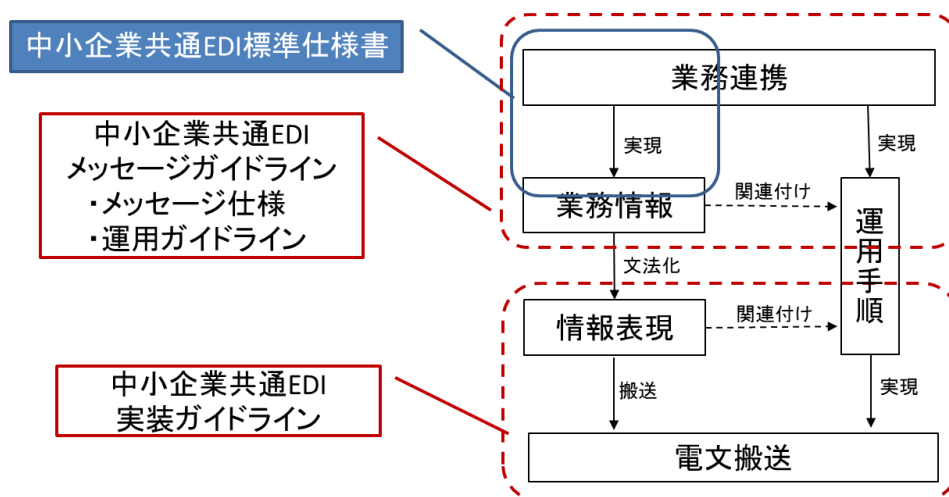 中小企業共通EDI標準仕様書
中小企業共通EDI
メッセージガイドライン
・メッセージ仕様
・運用ガイドライン
中小企業共通EDI
実装ガイドライン
業務連携
実現
実現
業務情報
関連付け
運用手順
文法化
情報表現
関連付け
搬送
実現
電文搬送